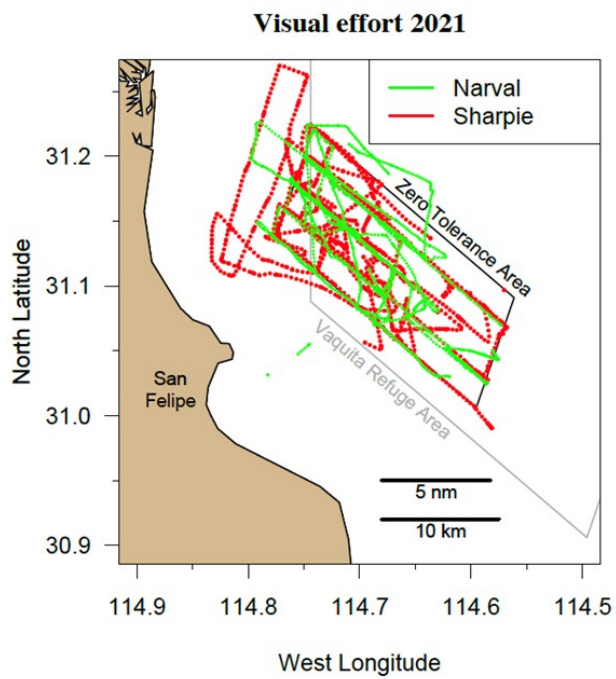 Visual effort 2021
Narval
Sharpie
Zero Tolerance Area
Vaquita Refuge Area
San
Felipe
5 nm
10 km
North Latitude
31.2
31.1
31.0
30.9
114.9
114.8
114.7
114.6
114.5
West Longitude